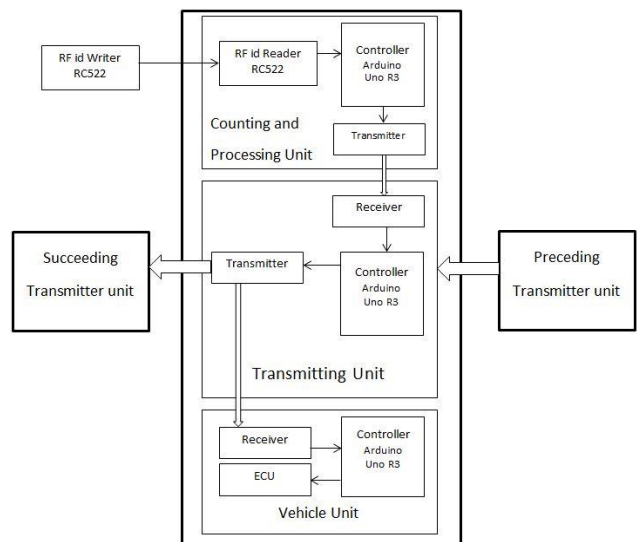 RF id Writer
RC522
RF id Reader
RC522
Controller
Arduino
Uno R3
Counting and
Processing Unit
Transmitter
Receiver
Succeeding
Transmitter unit
Transmitter
Controller
Arduino
Uno R3
Preceding
Transmitter unit
Transmitting Unit
Receiver
ECU
Controller
Arduino
Uno R3
Vehicle Unit